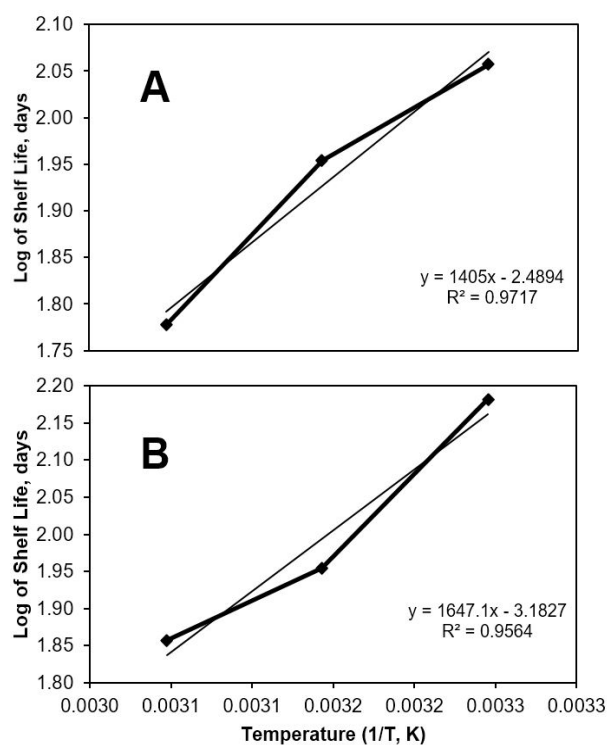 2.10
2.05
2.00
1.95
1.90
1.85
1.80
1.75
Log of Shelf Life, days
A
y = 1405x - 2.4894
R² = 0.9717
2.20
2.15
2.10
2.05
2.00
1.95
1.90
1.85
1.80
Log of Shelf Life, days
B
y = 1647.1x - 3.1827
R² = 0.9564
0.0030 0.0031 0.0031 0.0032 0.0032 0.0033 0.0033
Temperature (1/T, K)